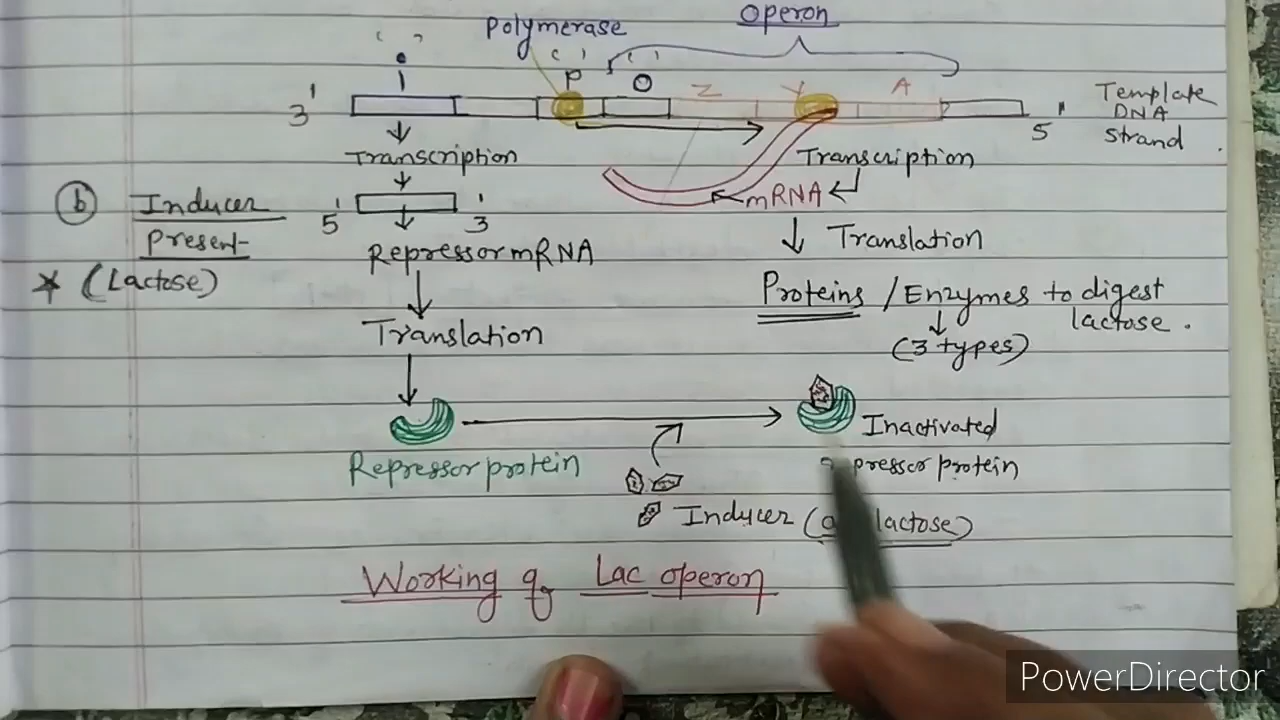 Operon
Polymerase
i P O Z Y A
3' 5' Template
DNA
strand.
Transcription Transcription
mRNA
(b) Inducer
Present
* (Lactose)
5' 3'
Repressor mRNA
Translation
Proteins / Enzymes to digest
lactose.
(3 types)
Translation
Inactivated
protein
Repressor protein
Inducer ( lactose)
Working of Lac operon
PowerDirector